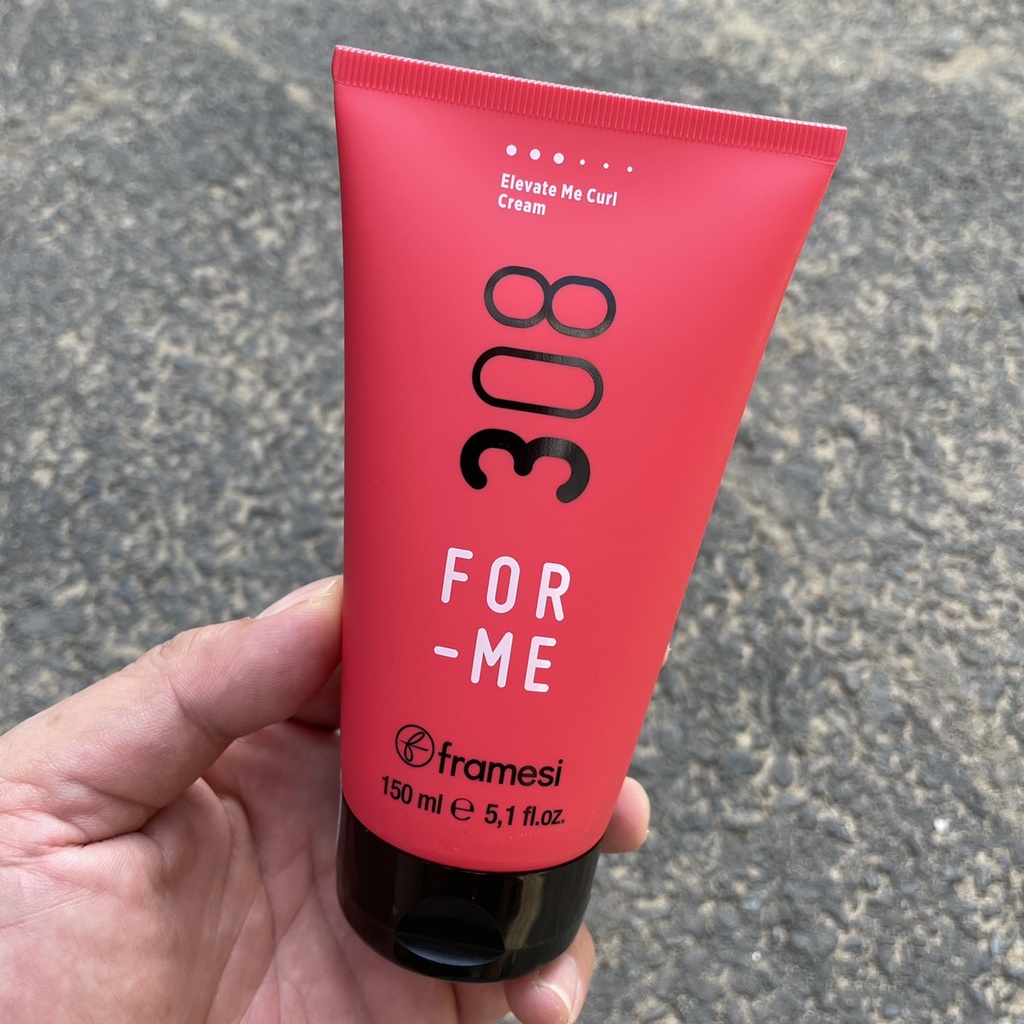 Elevate Me Curl
Cream
308
FOR
-ME
framesi
150 ml ℮ 5,1 fl.oz.